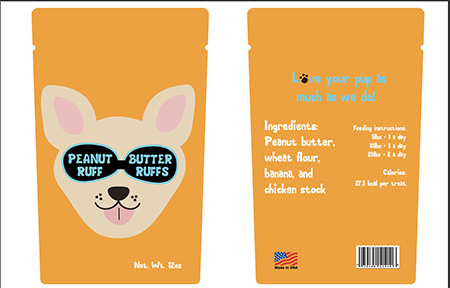 PEANUT BUTTER
RUFF RUFFS
Net. Wt. 12oz
Love your pup as
much as we do!
Ingredients:
Peanut butter,
wheat flour,
banana, and
chicken stock
Feeding instructions:
5lbs - 1 x day
10lbs - 1 x day
20lbs - 2 x day
Calories:
27.5 kcal per treat
Made in USA